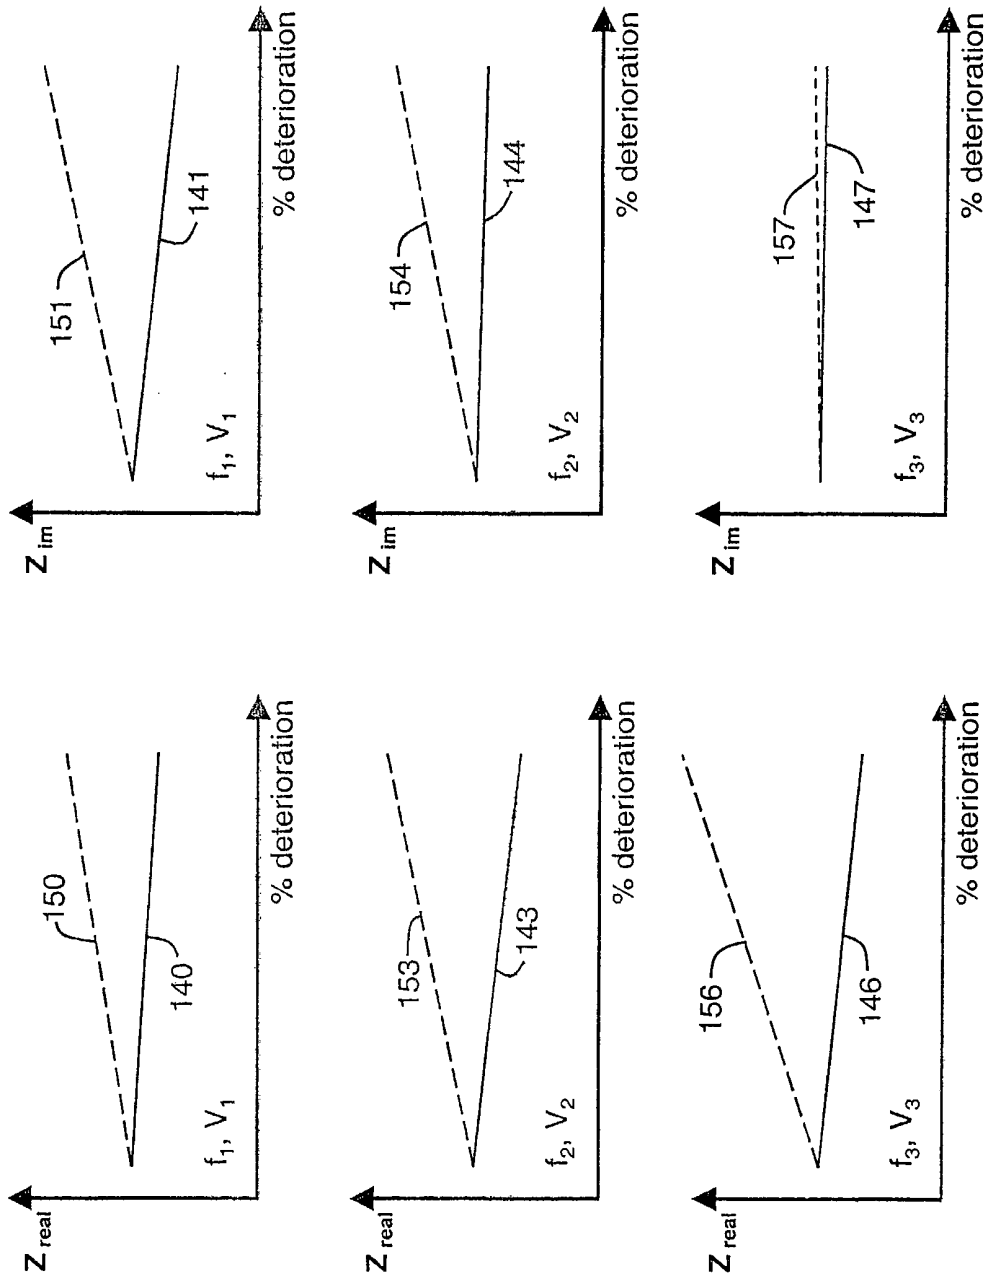 Z real
150
140
f₁, V₁
% deterioration
Z im
151
141
f₁, V₁
% deterioration
Z real
153
143
f₂, V₂
% deterioration
Z im
154
144
f₂, V₂
% deterioration
Z real
156
146
f₃, V₃
% deterioration
Z im
157
147
f₃, V₃
% deterioration